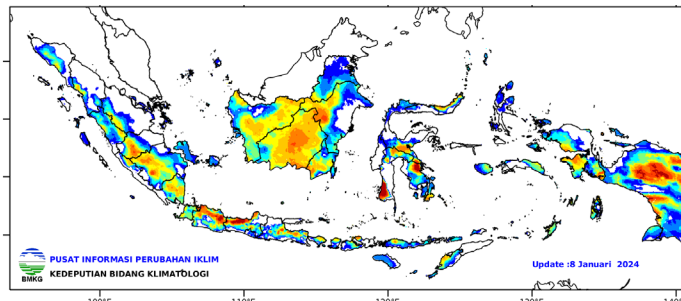 PUSAT INFORMASI PERUBAHAN IKLIM
KEDEPUTIAN BIDANG KLIMATOLOGI
BMKG
Update :8 Januari 2024